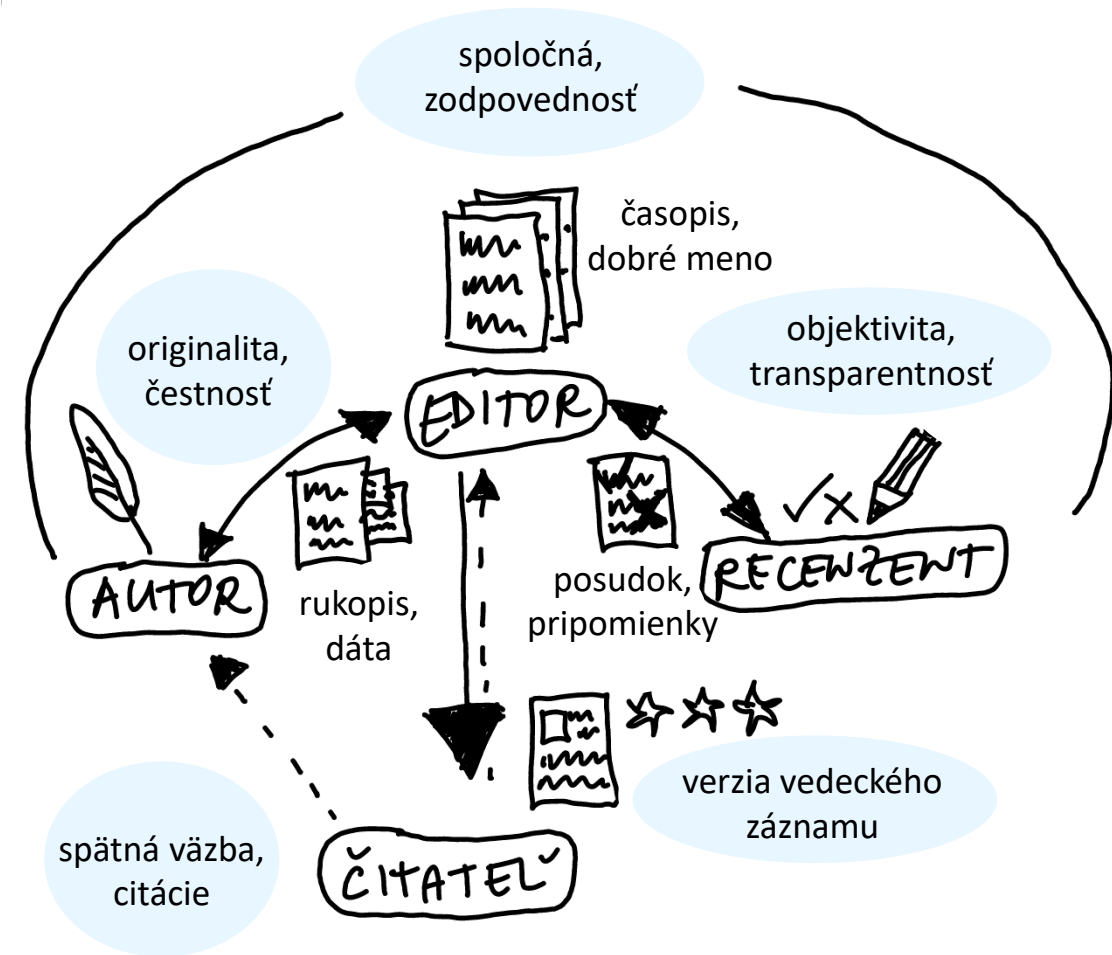 spoločná,
zodpovednosť
časopis,
dobré meno
originalita,
čestnosť
objektivita,
transparentnosť
EDITOR
AUTOR
rukopis,
dáta
posudok,
pripomienky
RECENZENT
verzia vedeckého
záznamu
spätná väzba,
citácie
ČITATEĽ